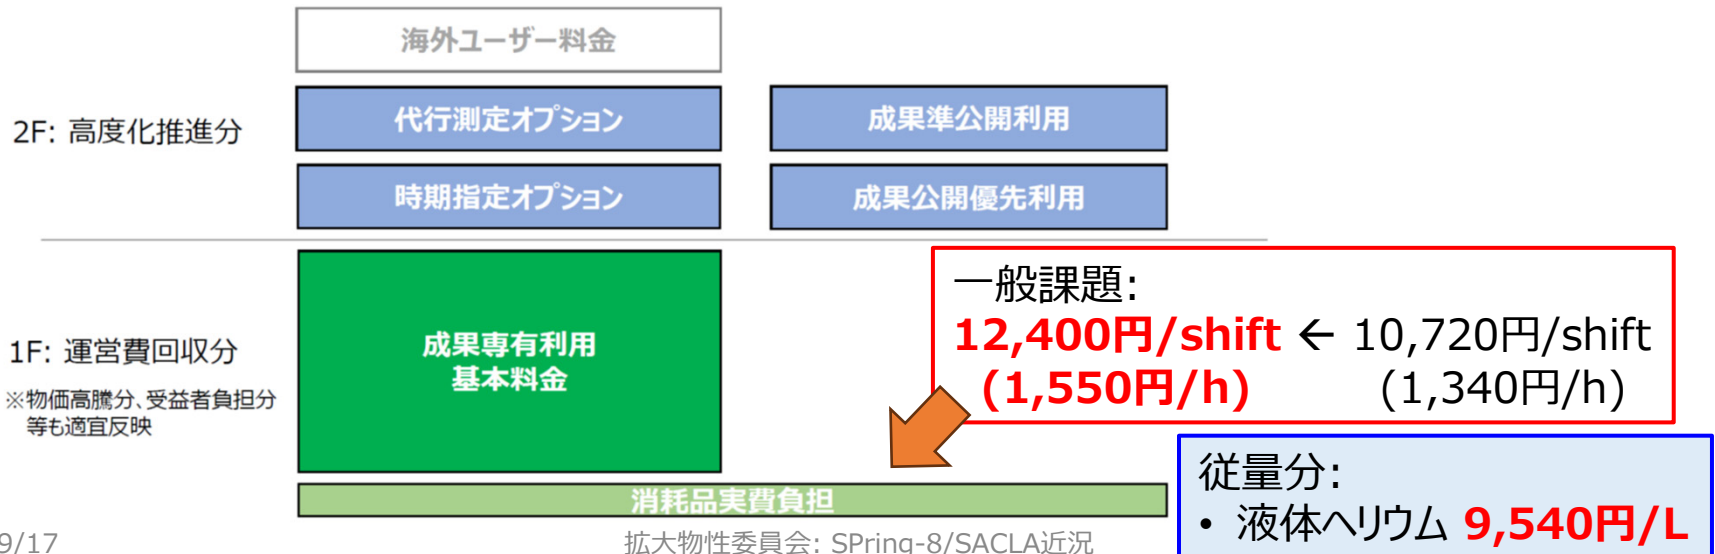 海外ユーザー料金
2F: 高度化推進分
代行測定オプション
成果準公開利用
時期指定オプション
成果公開優先利用
1F: 運営費回収分
※物価高騰分、受益者負担分
等も適宜反映
成果専有利用
基本料金
一般課題:
12,400円/shift ← 10,720円/shift
(1,550円/h) (1,340円/h)
消耗品実費負担
従量分:
• 液体ヘリウム 9,540円/L
9/17
拡大物性委員会: SPring-8/SACLA近況